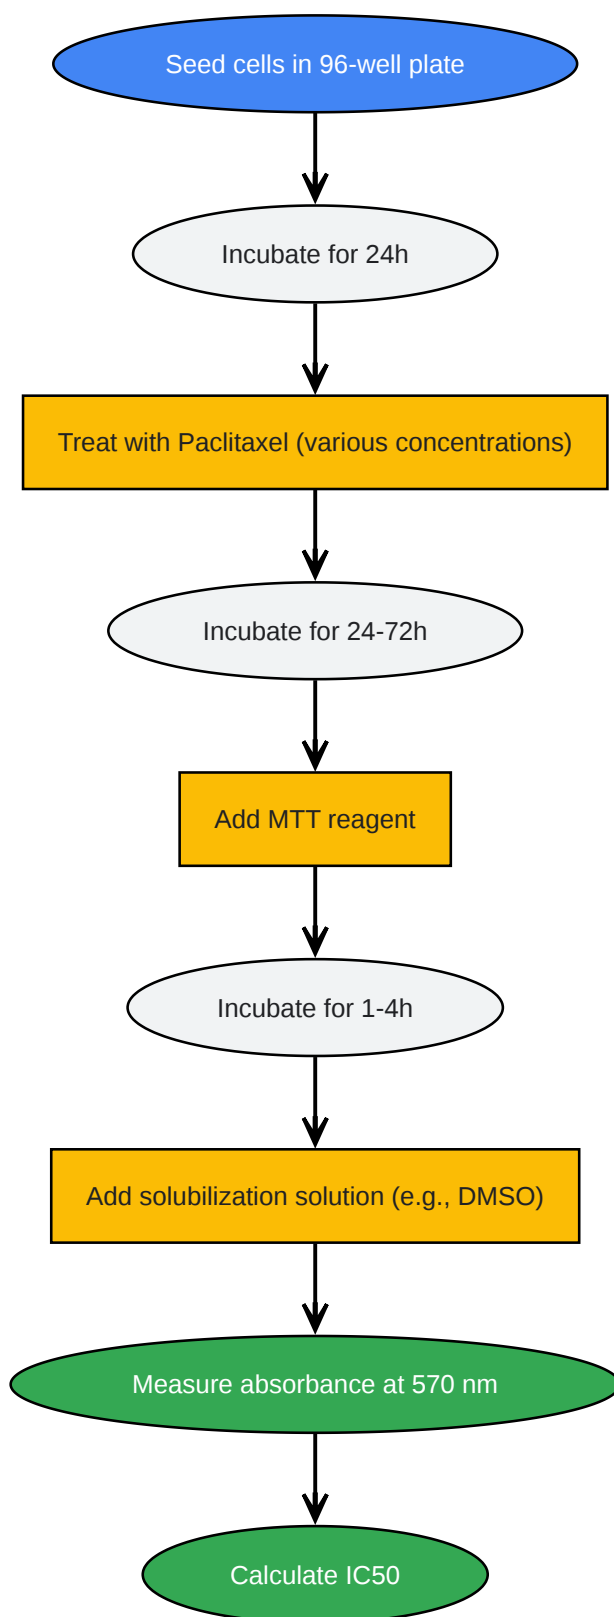 Seed cells in 96-well plate
Incubate for 24h
Treat with Paclitaxel (various concentrations)
Incubate for 24-72h
Add MTT reagent
Incubate for 1-4h
Add solubilization solution (e.g., DMSO)
Measure absorbance at 570 nm
Calculate IC50